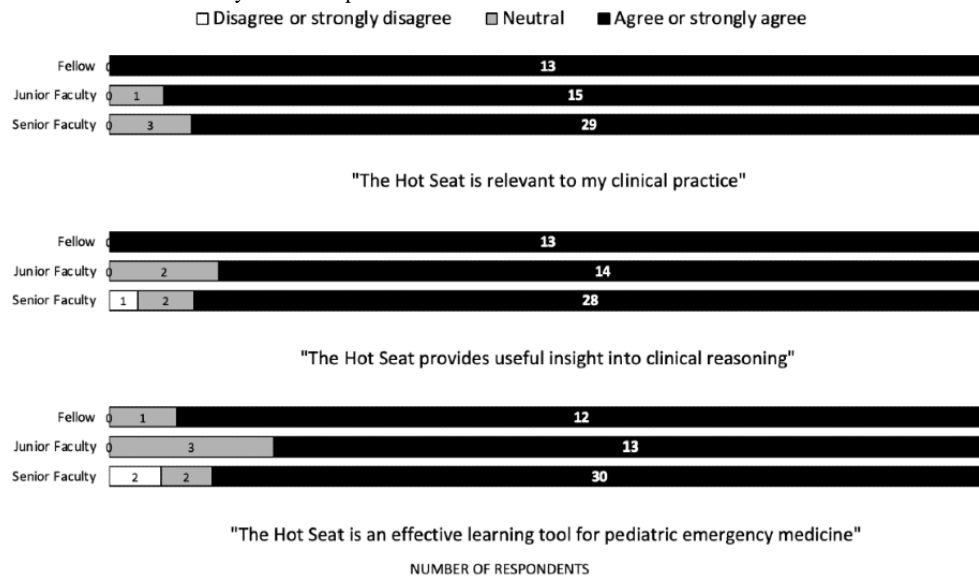 Disagree or strongly disagree Neutral Agree or strongly agree
Fellow 0 13
Junior Faculty 0 1 15
Senior Faculty 0 3 29
"The Hot Seat is relevant to my clinical practice"
Fellow 0 13
Junior Faculty 0 2 14
Senior Faculty 1 2 28
"The Hot Seat provides useful insight into clinical reasoning"
Fellow 0 1 12
Junior Faculty 0 3 13
Senior Faculty 2 2 30
"The Hot Seat is an effective learning tool for pediatric emergency medicine"
NUMBER OF RESPONDENTS